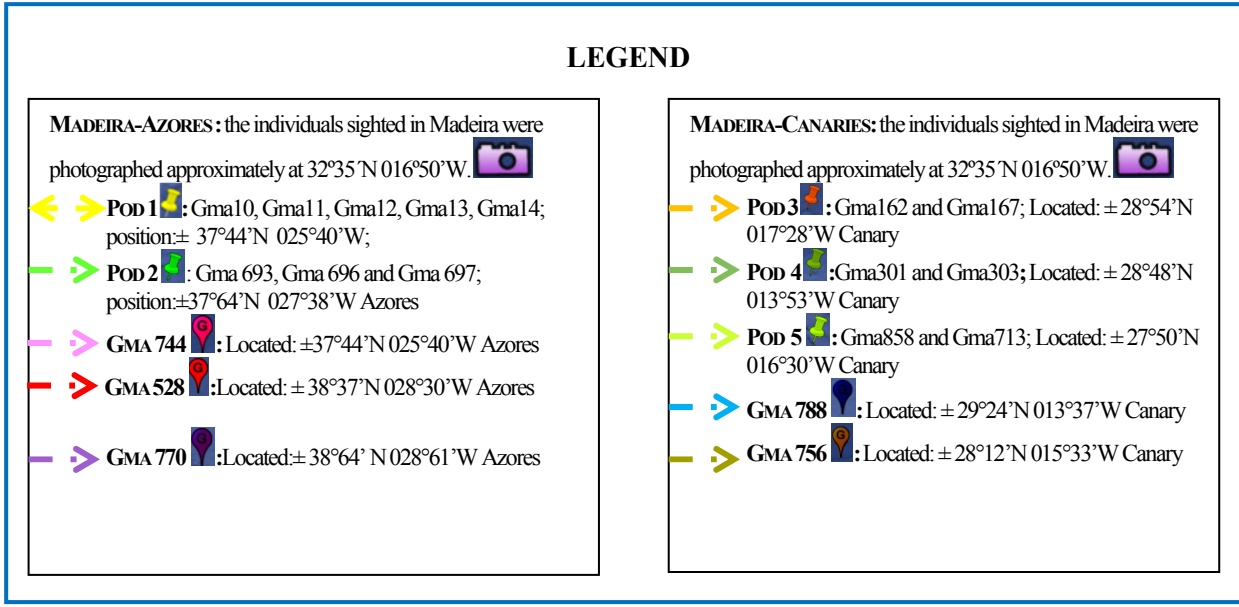 LEGEND
MADEIRA-AZORES: the individuals sighted in Madeira were
photographed approximately at 32º35´N 016º50´W.
POD 1 : Gma10, Gma11, Gma12, Gma13, Gma14;
position:± 37°44’N 025°40’W;
POD 2 : Gma 693, Gma 696 and Gma 697;
position:±37°64’N 027°38’W Azores
GMA 744 G : Located: ±37°44’N 025°40’W Azores
GMA 528 G :Located: ± 38°37’N 028°30’W Azores
GMA 770 G :Located:± 38°64’ N 028°61’W Azores
MADEIRA-CANARIES: the individuals sighted in Madeira were
photographed approximately at 32º35´N 016º50´W.
POD 3 : Gma162 and Gma167; Located: ± 28°54’N
017°28’W Canary
POD 4 :Gma301 and Gma303; Located: ± 28°48’N
013°53’W Canary
POD 5 :Gma858 and Gma713; Located: ± 27°50’N
016°30’W Canary
GMA 788 G : Located: ± 29°24’N 013°37’W Canary
GMA 756 G : Located: ± 28°12’N 015°33’W Canary